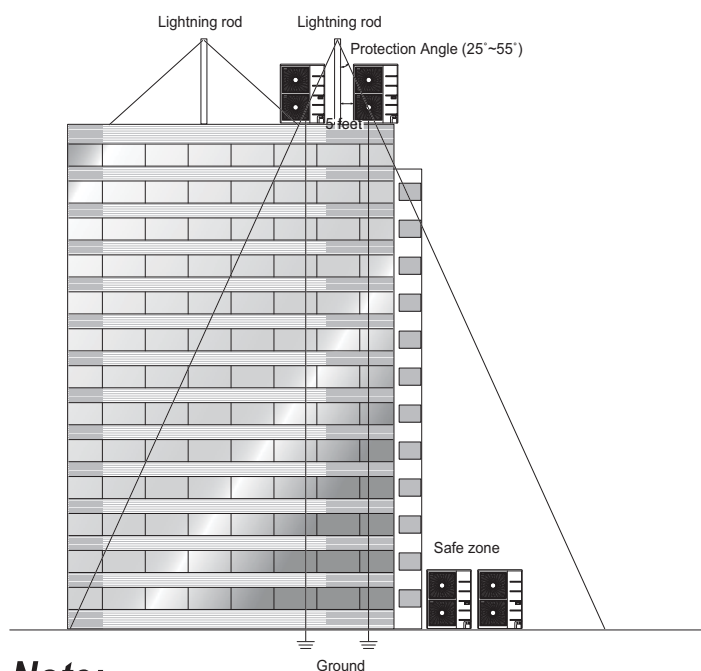 Lightning rod
Lightning rod
Protection Angle (25˚~55˚)
5 feet
Safe zone
Ground
Note: